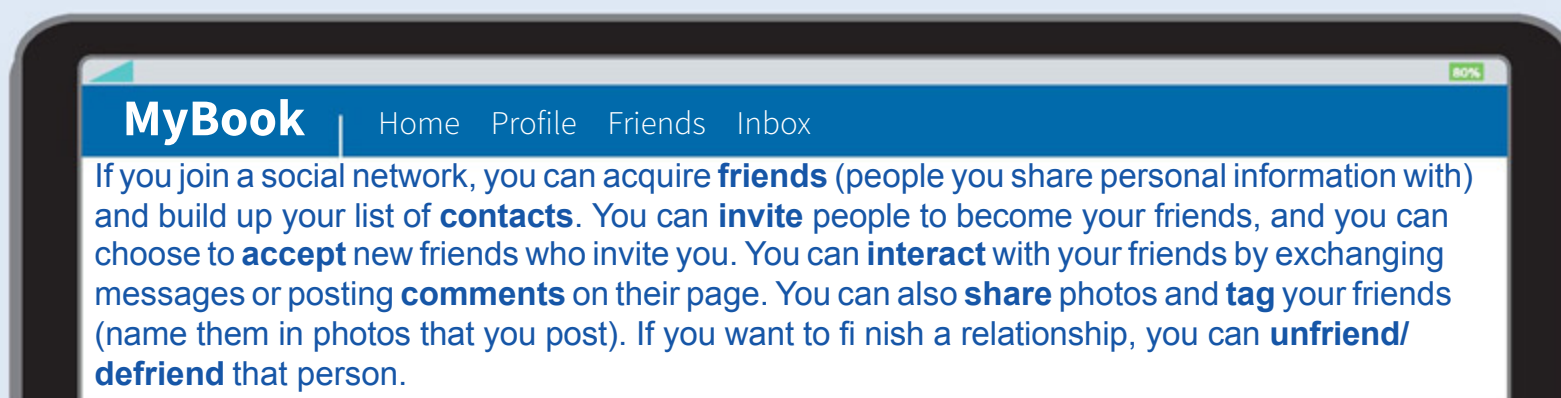 80%
MyBook Home Profile Friends Inbox
If you join a social network, you can acquire friends (people you share personal information with)
and build up your list of contacts. You can invite people to become your friends, and you can
choose to accept new friends who invite you. You can interact with your friends by exchanging
messages or posting comments on their page. You can also share photos and tag your friends
(name them in photos that you post). If you want to fi nish a relationship, you can unfriend/
defriend that person.